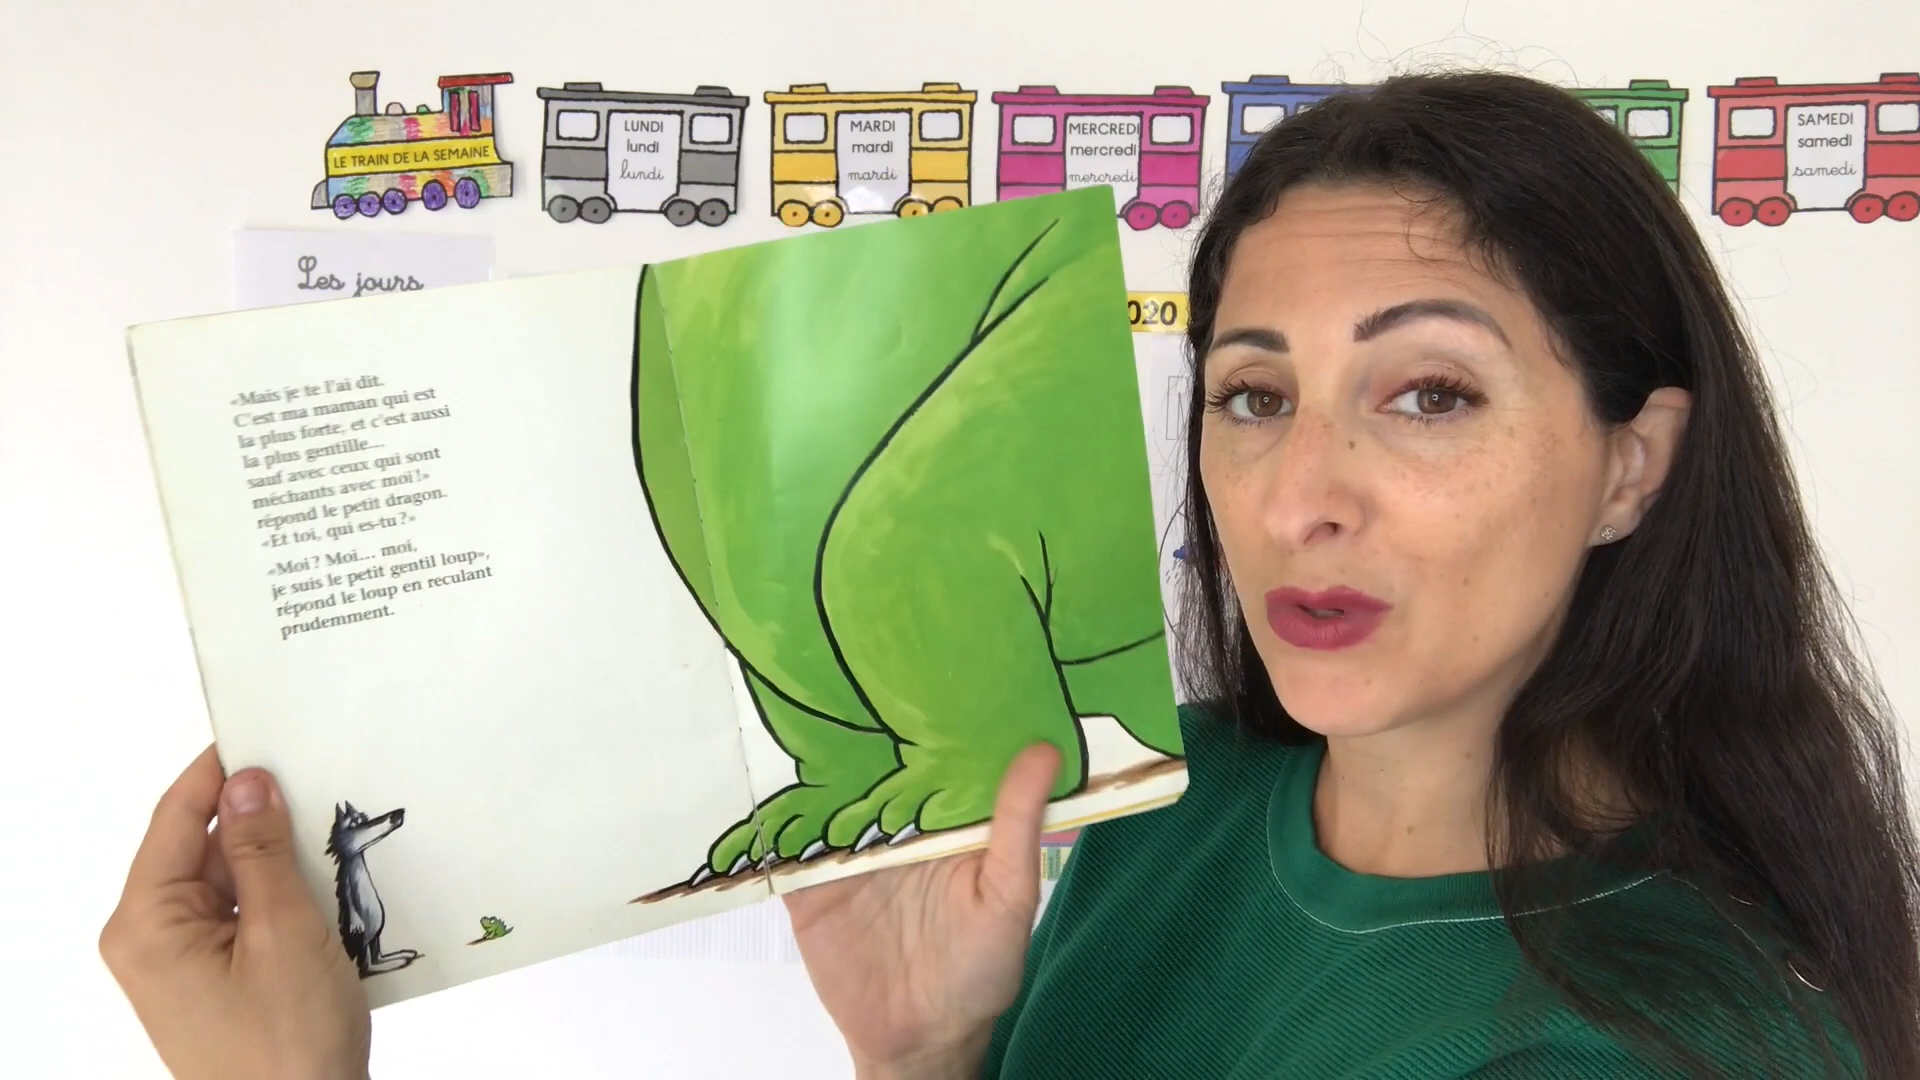 LE TRAIN DE LA SEMAINE
LUNDI
lundi
lundi
MARDI
mardi
mardi
MERCREDI
mercredi
mercredi
SAMEDI
samedi
samedi
Les jours
020
«Mais je te l'ai dit.
C'est ma maman qui est
la plus forte, et c'est aussi
la plus gentille...
sauf avec ceux qui sont
méchants avec moi!»
répond le petit dragon.
«Et toi, qui es-tu?»
«Moi? Moi... moi,
je suis le petit gentil loup»,
répond le loup en reculant
prudemment.